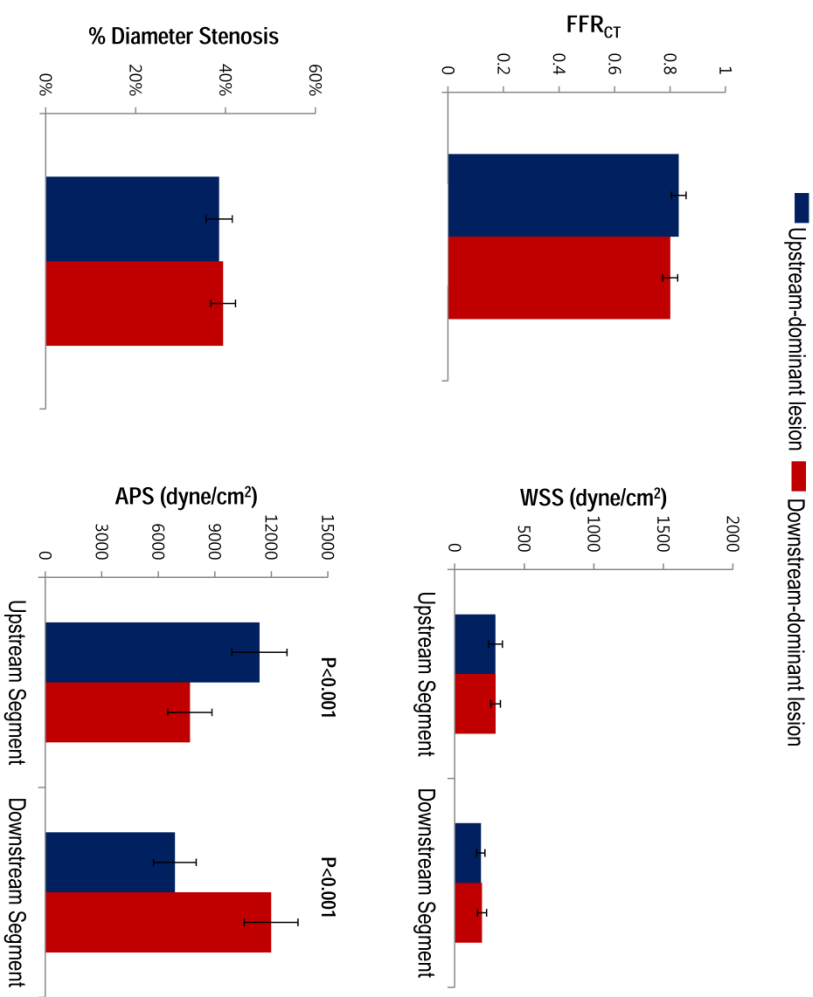 Upstream-dominant lesion
Downstream-dominant lesion
FFRCT
1
0.8
0.6
0.4
0.2
0
WSS (dyne/cm²)
2000
1500
1000
500
0
Upstream Segment
Downstream Segment
% Diameter Stenosis
60%
40%
20%
0%
APS (dyne/cm²)
15000
12000
9000
6000
3000
0
P<0.001
P<0.001
Upstream Segment
Downstream Segment